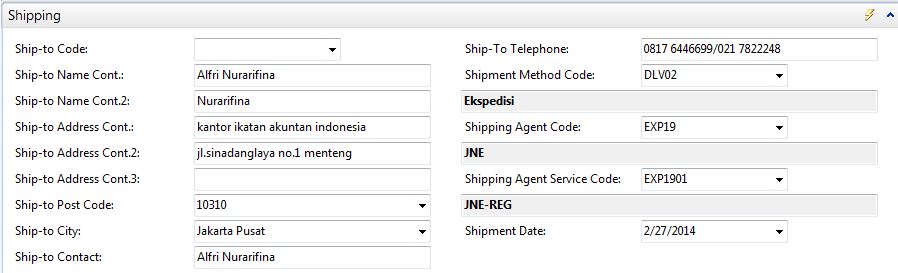 Shipping
Ship-to Code:
Ship-to Name Cont.: Alfri Nurarifina
Ship-to Name Cont.2: Nurarifina
Ship-to Address Cont.: kantor ikatan akuntan indonesia
Ship-to Address Cont.2: jl.sinadanglaya no.1 menteng
Ship-to Address Cont.3:
Ship-to Post Code: 10310
Ship-to City: Jakarta Pusat
Ship-to Contact: Alfri Nurarifina
Ship-To Telephone: 0817 6446699/021 7822248
Shipment Method Code: DLV02
Ekspedisi
Shipping Agent Code: EXP19
JNE
Shipping Agent Service Code: EXP1901
JNE-REG
Shipment Date: 2/27/2014